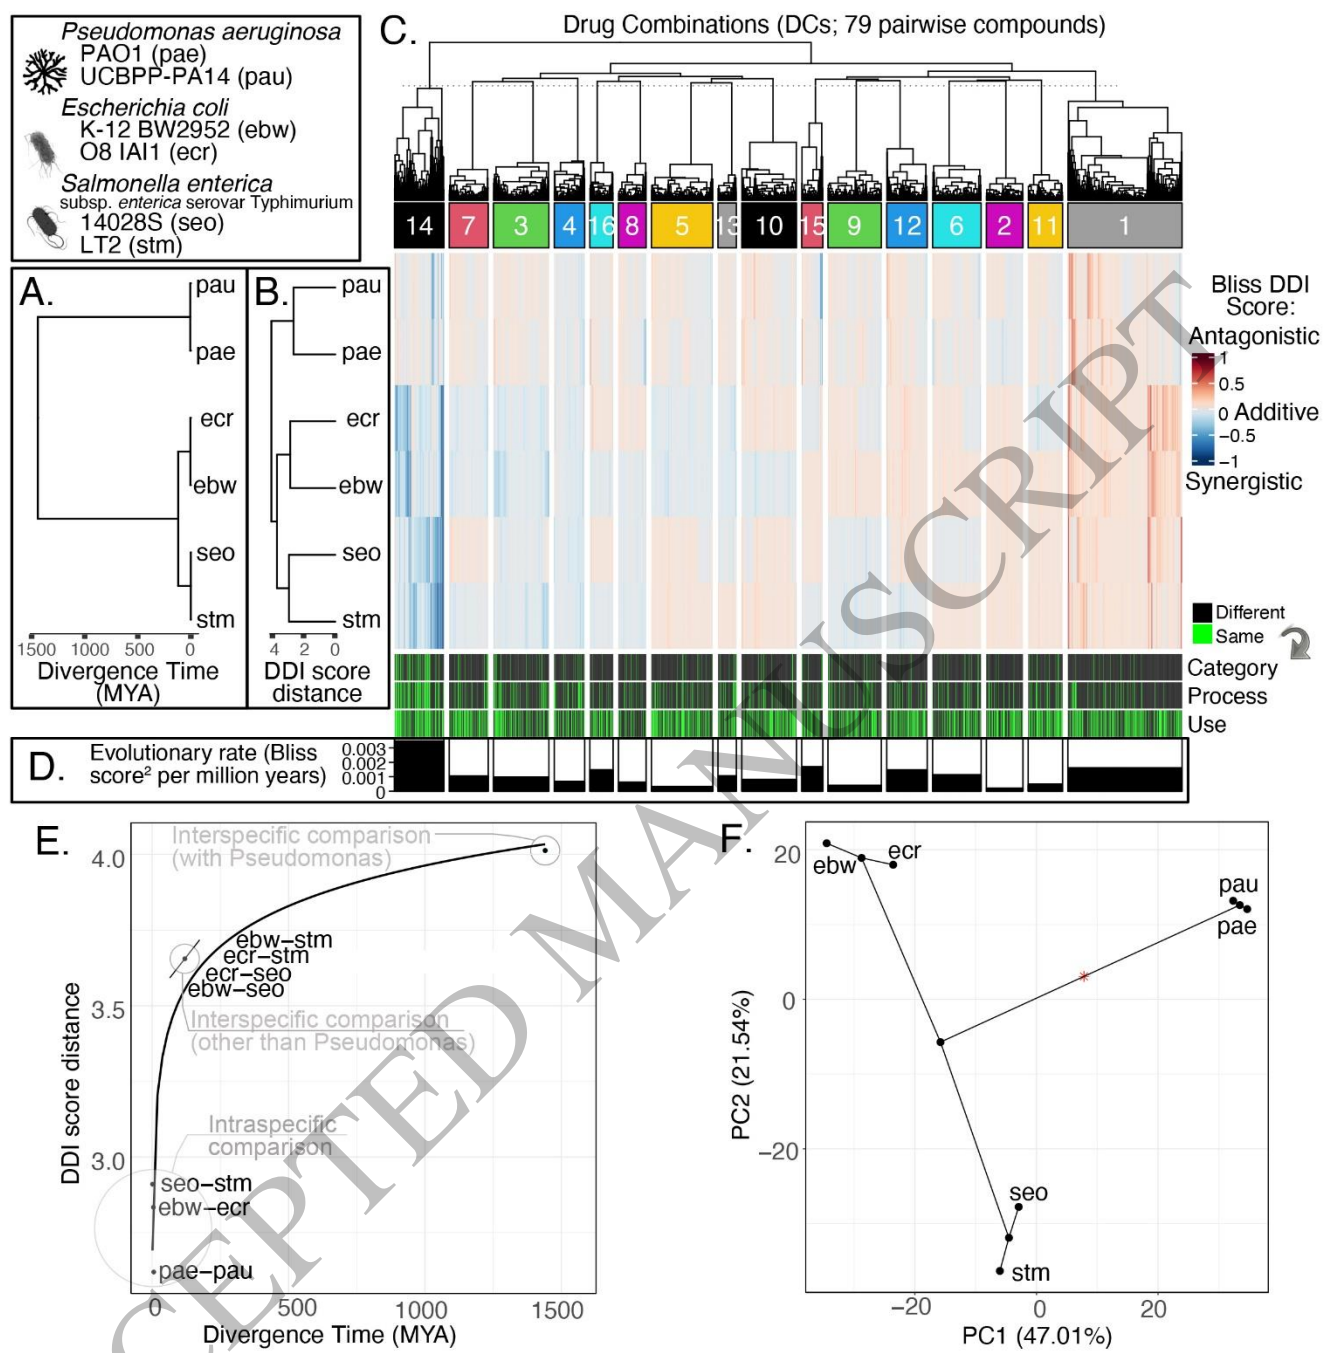 Pseudomonas aeruginosa
PAO1 (pae)
UCBPP-PA14 (pau)
Escherichia coli
K-12 BW2952 (ebw)
O8 IAI1 (ecr)
Salmonella enterica
subsp. enterica serovar Typhimurium
14028S (seo)
LT2 (stm)
A.
pau
pae
ecr
ebw
seo
stm
1500 1000 500 0
Divergence Time
(MYA)
B.
pau
pae
ecr
ebw
seo
stm
4 2 0
DDI score
distance
C.
Drug Combinations (DCs; 79 pairwise compounds)
14 7 3 4 16 8 5 13 10 15 9 12 6 2 11 1
Bliss DDI
Score:
Antagonistic
1
0.5
0 Additive
−0.5
−1
Synergistic
Different
Same
Category
Process
Use
D.
Evolutionary rate (Bliss
score² per million years)
0.003
0.002
0.001
0
E.
Interspecific comparison
(with Pseudomonas)
4.0
ebw−stm
ecr−stm
ecr−seo
ebw−seo
3.5
Interspecific comparison
(other than Pseudomonas)
Intraspecific
comparison
3.0
seo−stm
ebw−ecr
pae−pau
DDI score distance
0 500 1000 1500
Divergence Time (MYA)
F.
20
ebw
ecr
pau
pae
0
−20
seo
stm
PC2 (21.54%)
−20 0 20
PC1 (47.01%)
CEPTED MANUSCRIPT